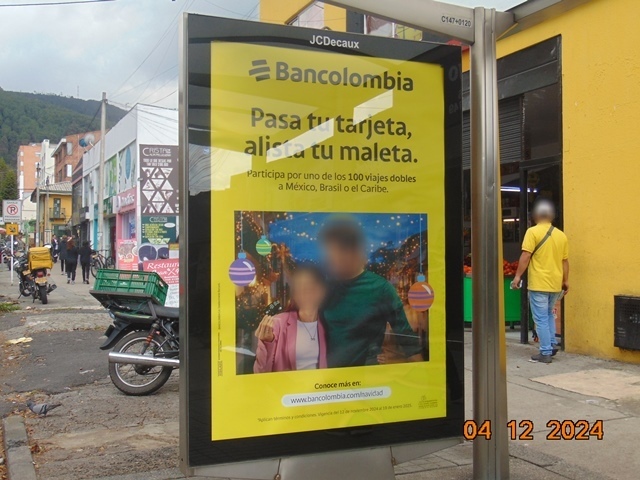 JCDecaux
C147+0120
Bancolombia
Pasa tu tarjeta,
alista tu maleta.
Participa por uno de los 100 viajes dobles
a México, Brasil o el Caribe.
Conoce más en:
www.bancolombia.com/navidad
P
04 12 2024